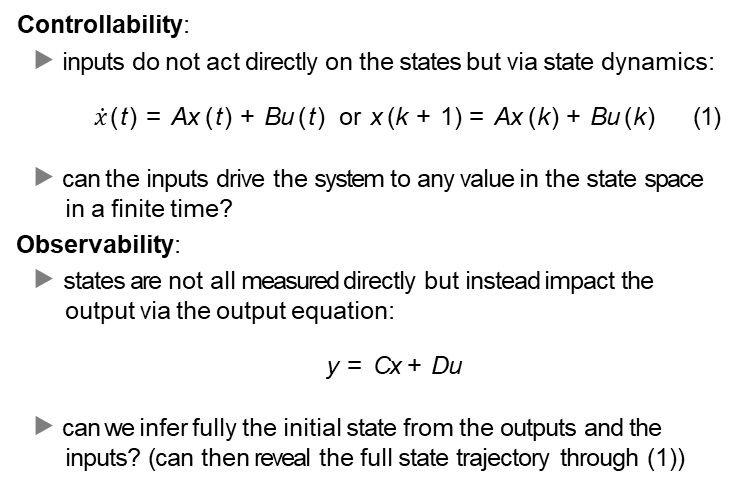 Controllability:
▶ inputs do not act directly on the states but via state dynamics:
ẋ(t) = Ax(t) + Bu(t) or x(k + 1) = Ax(k) + Bu(k) (1)
▶ can the inputs drive the system to any value in the state space
in a finite time?
Observability:
▶ states are not all measured directly but instead impact the
output via the output equation:
y = Cx + Du
▶ can we infer fully the initial state from the outputs and the
inputs? (can then reveal the full state trajectory through (1))